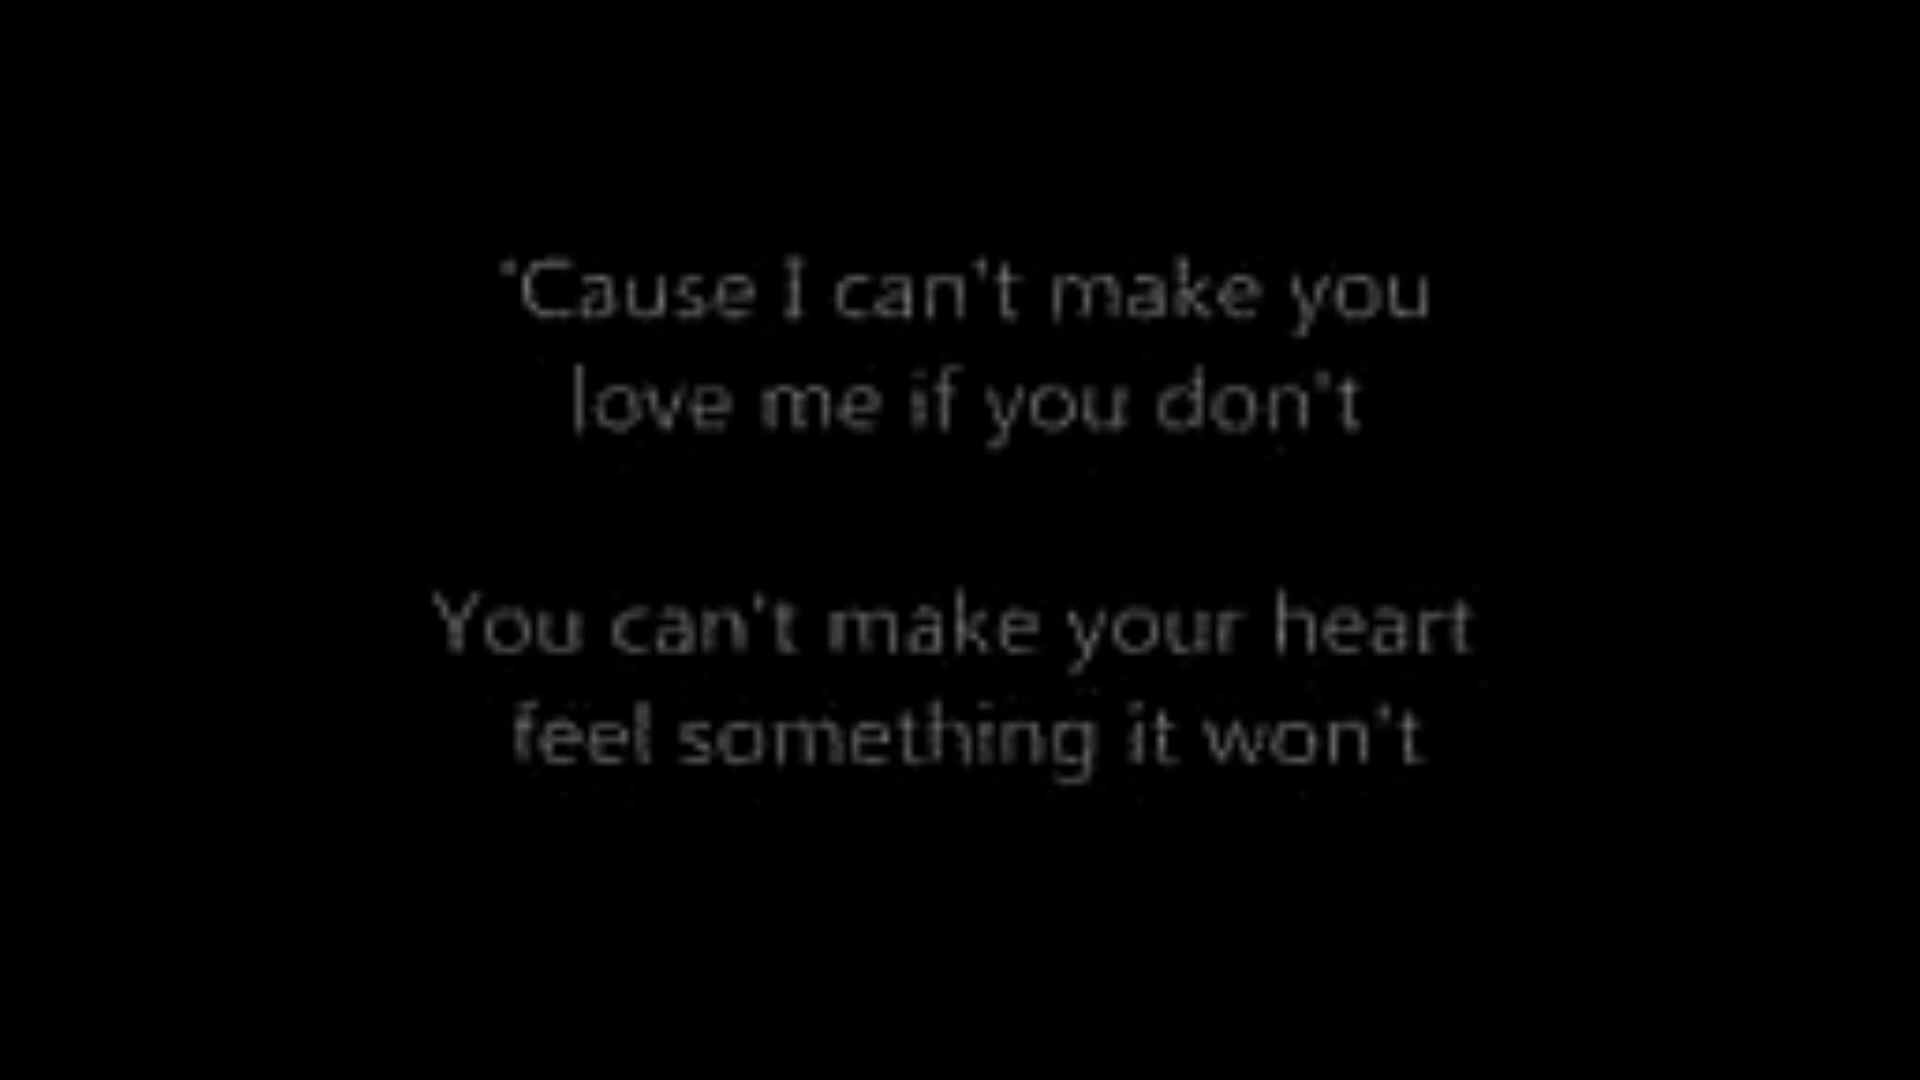 'Cause I can't make you
love me if you don't
You can't make your heart
feel something it won't